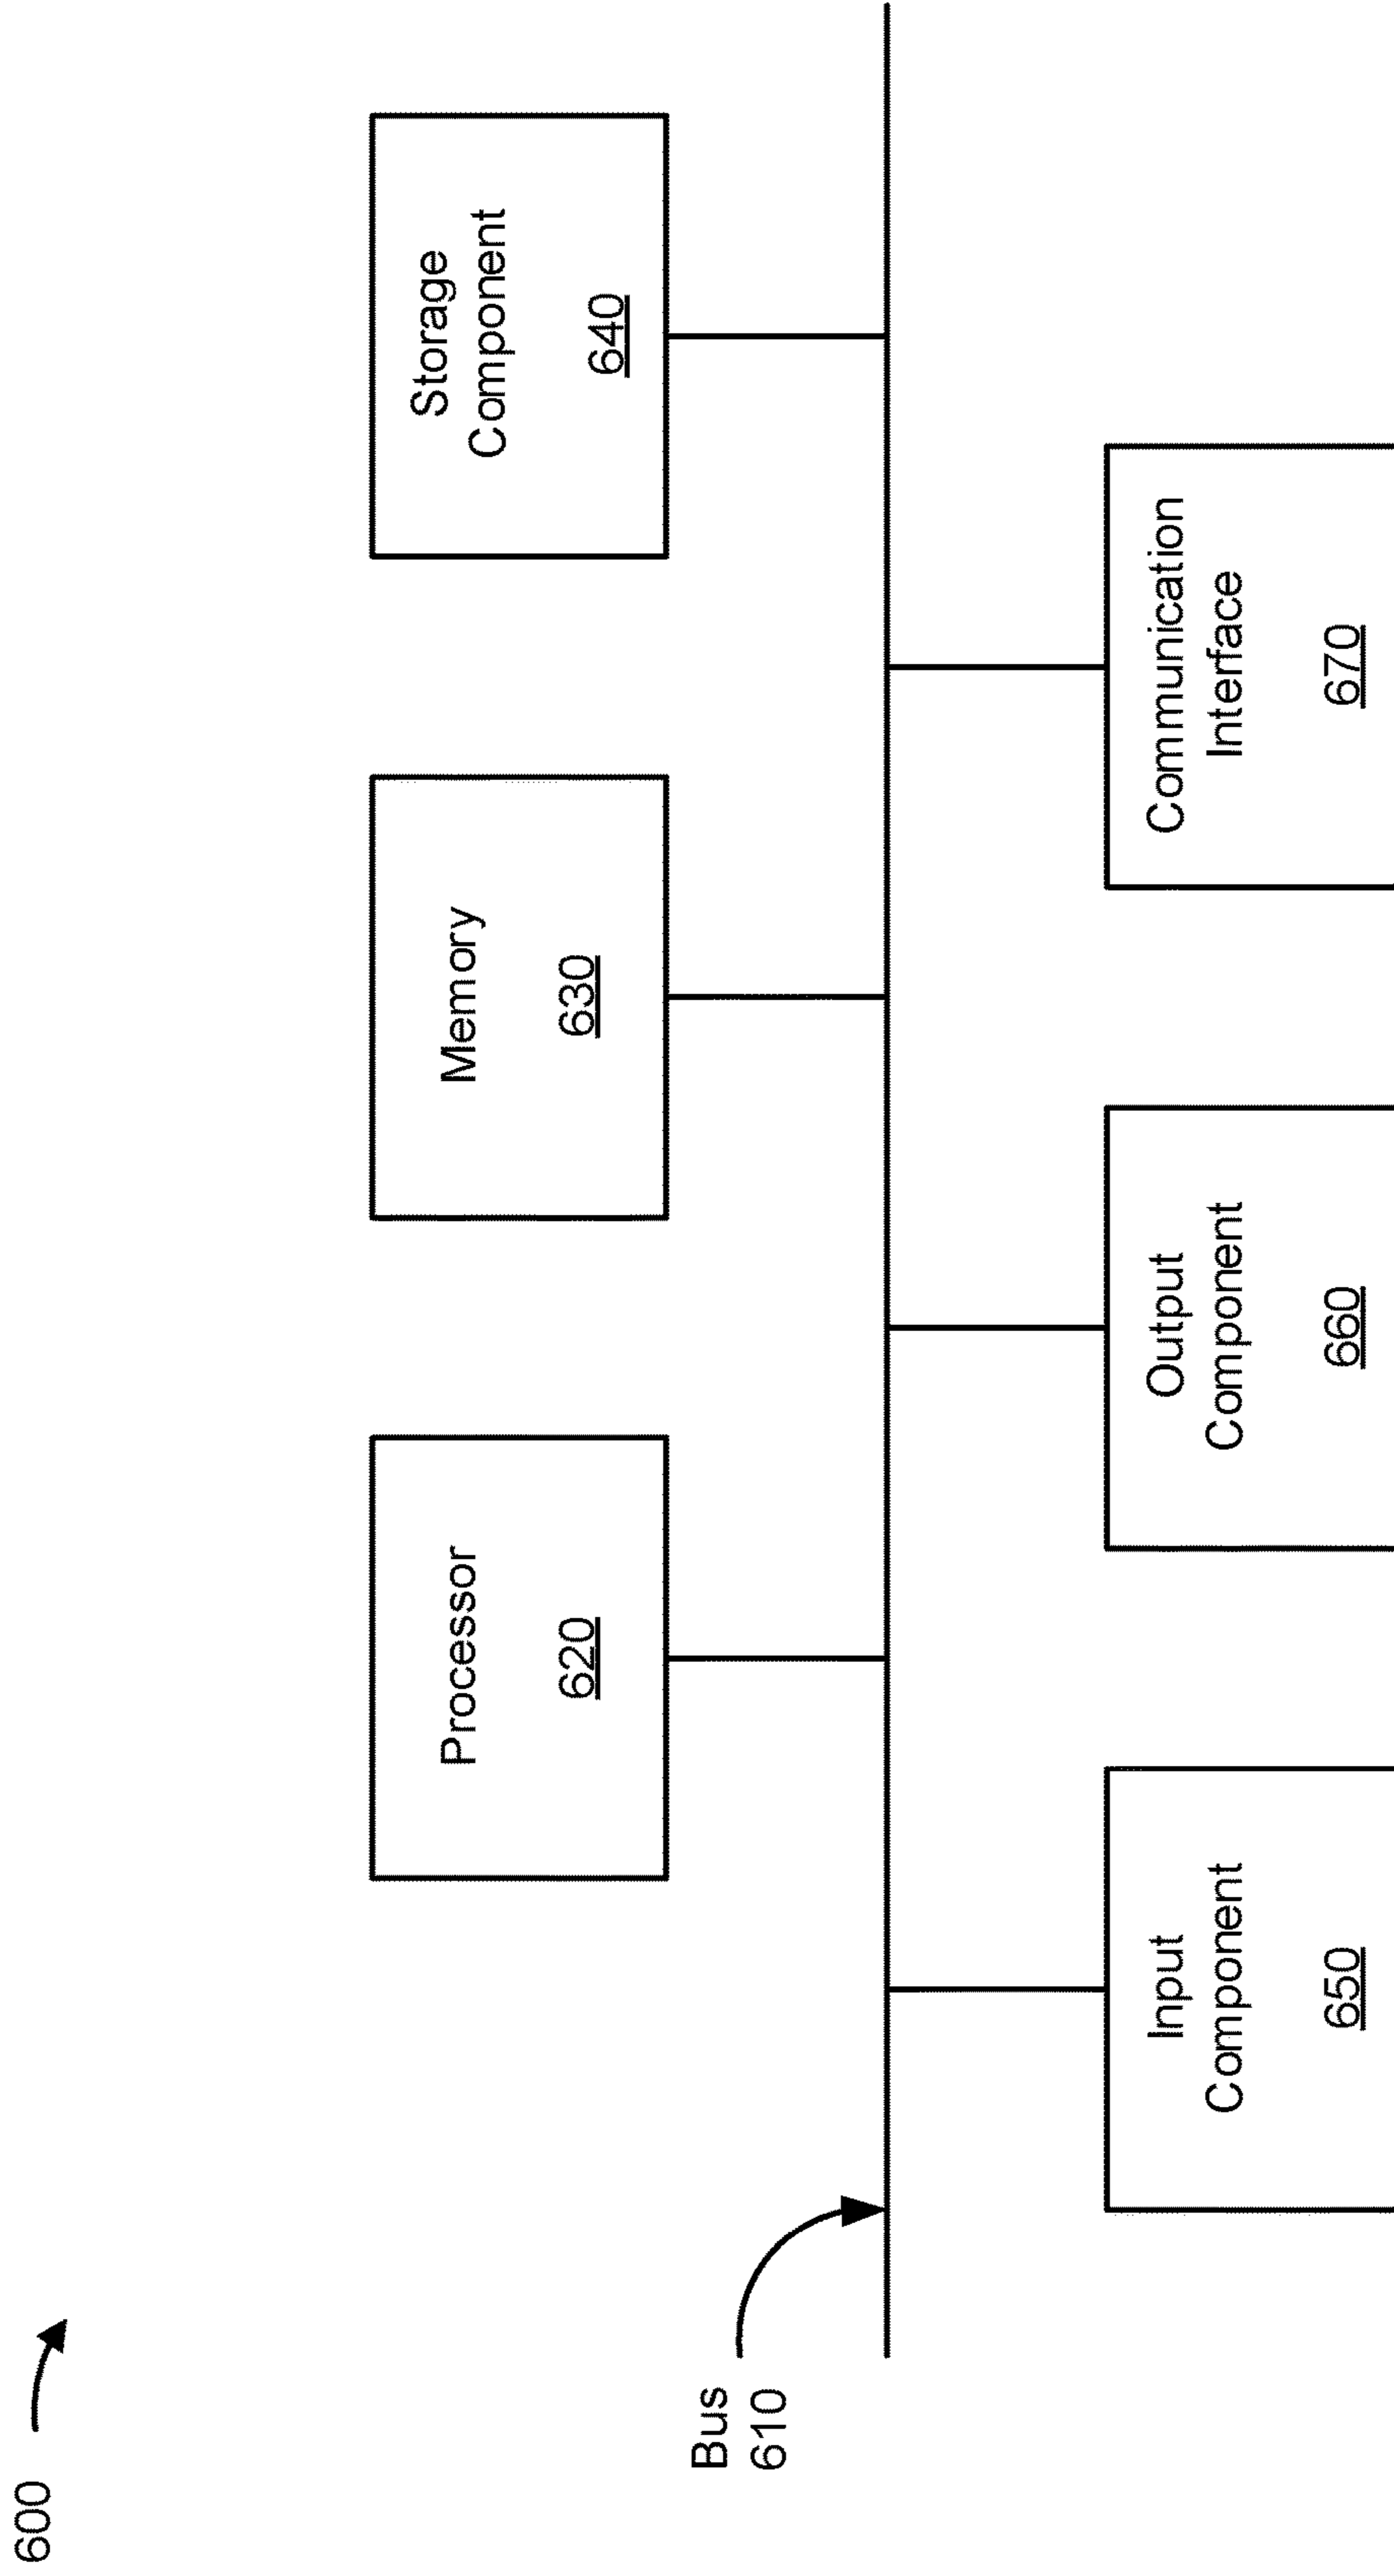 600
Processor
620
Memory
630
Storage
Component
640
Bus
610
Input
Component
650
Output
Component
660
Communication
Interface
670